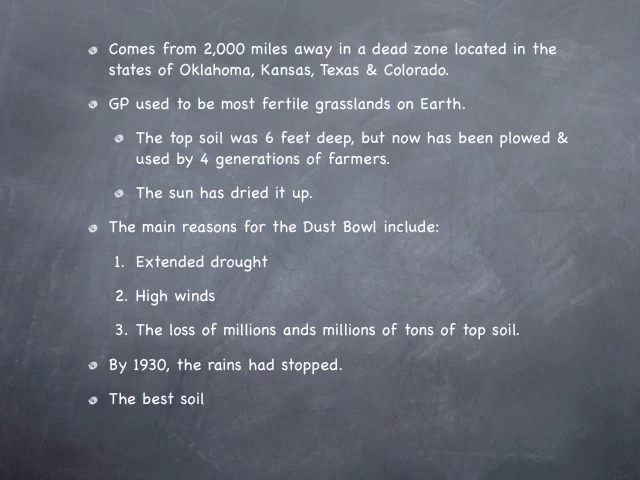 Comes from 2,000 miles away in a dead zone located in the
states of Oklahoma, Kansas, Texas & Colorado.
GP used to be most fertile grasslands on Earth.
The top soil was 6 feet deep, but now has been plowed &
used by 4 generations of farmers.
The sun has dried it up.
The main reasons for the Dust Bowl include:
1. Extended drought
2. High winds
3. The loss of millions ands millions of tons of top soil.
By 1930, the rains had stopped.
The best soil